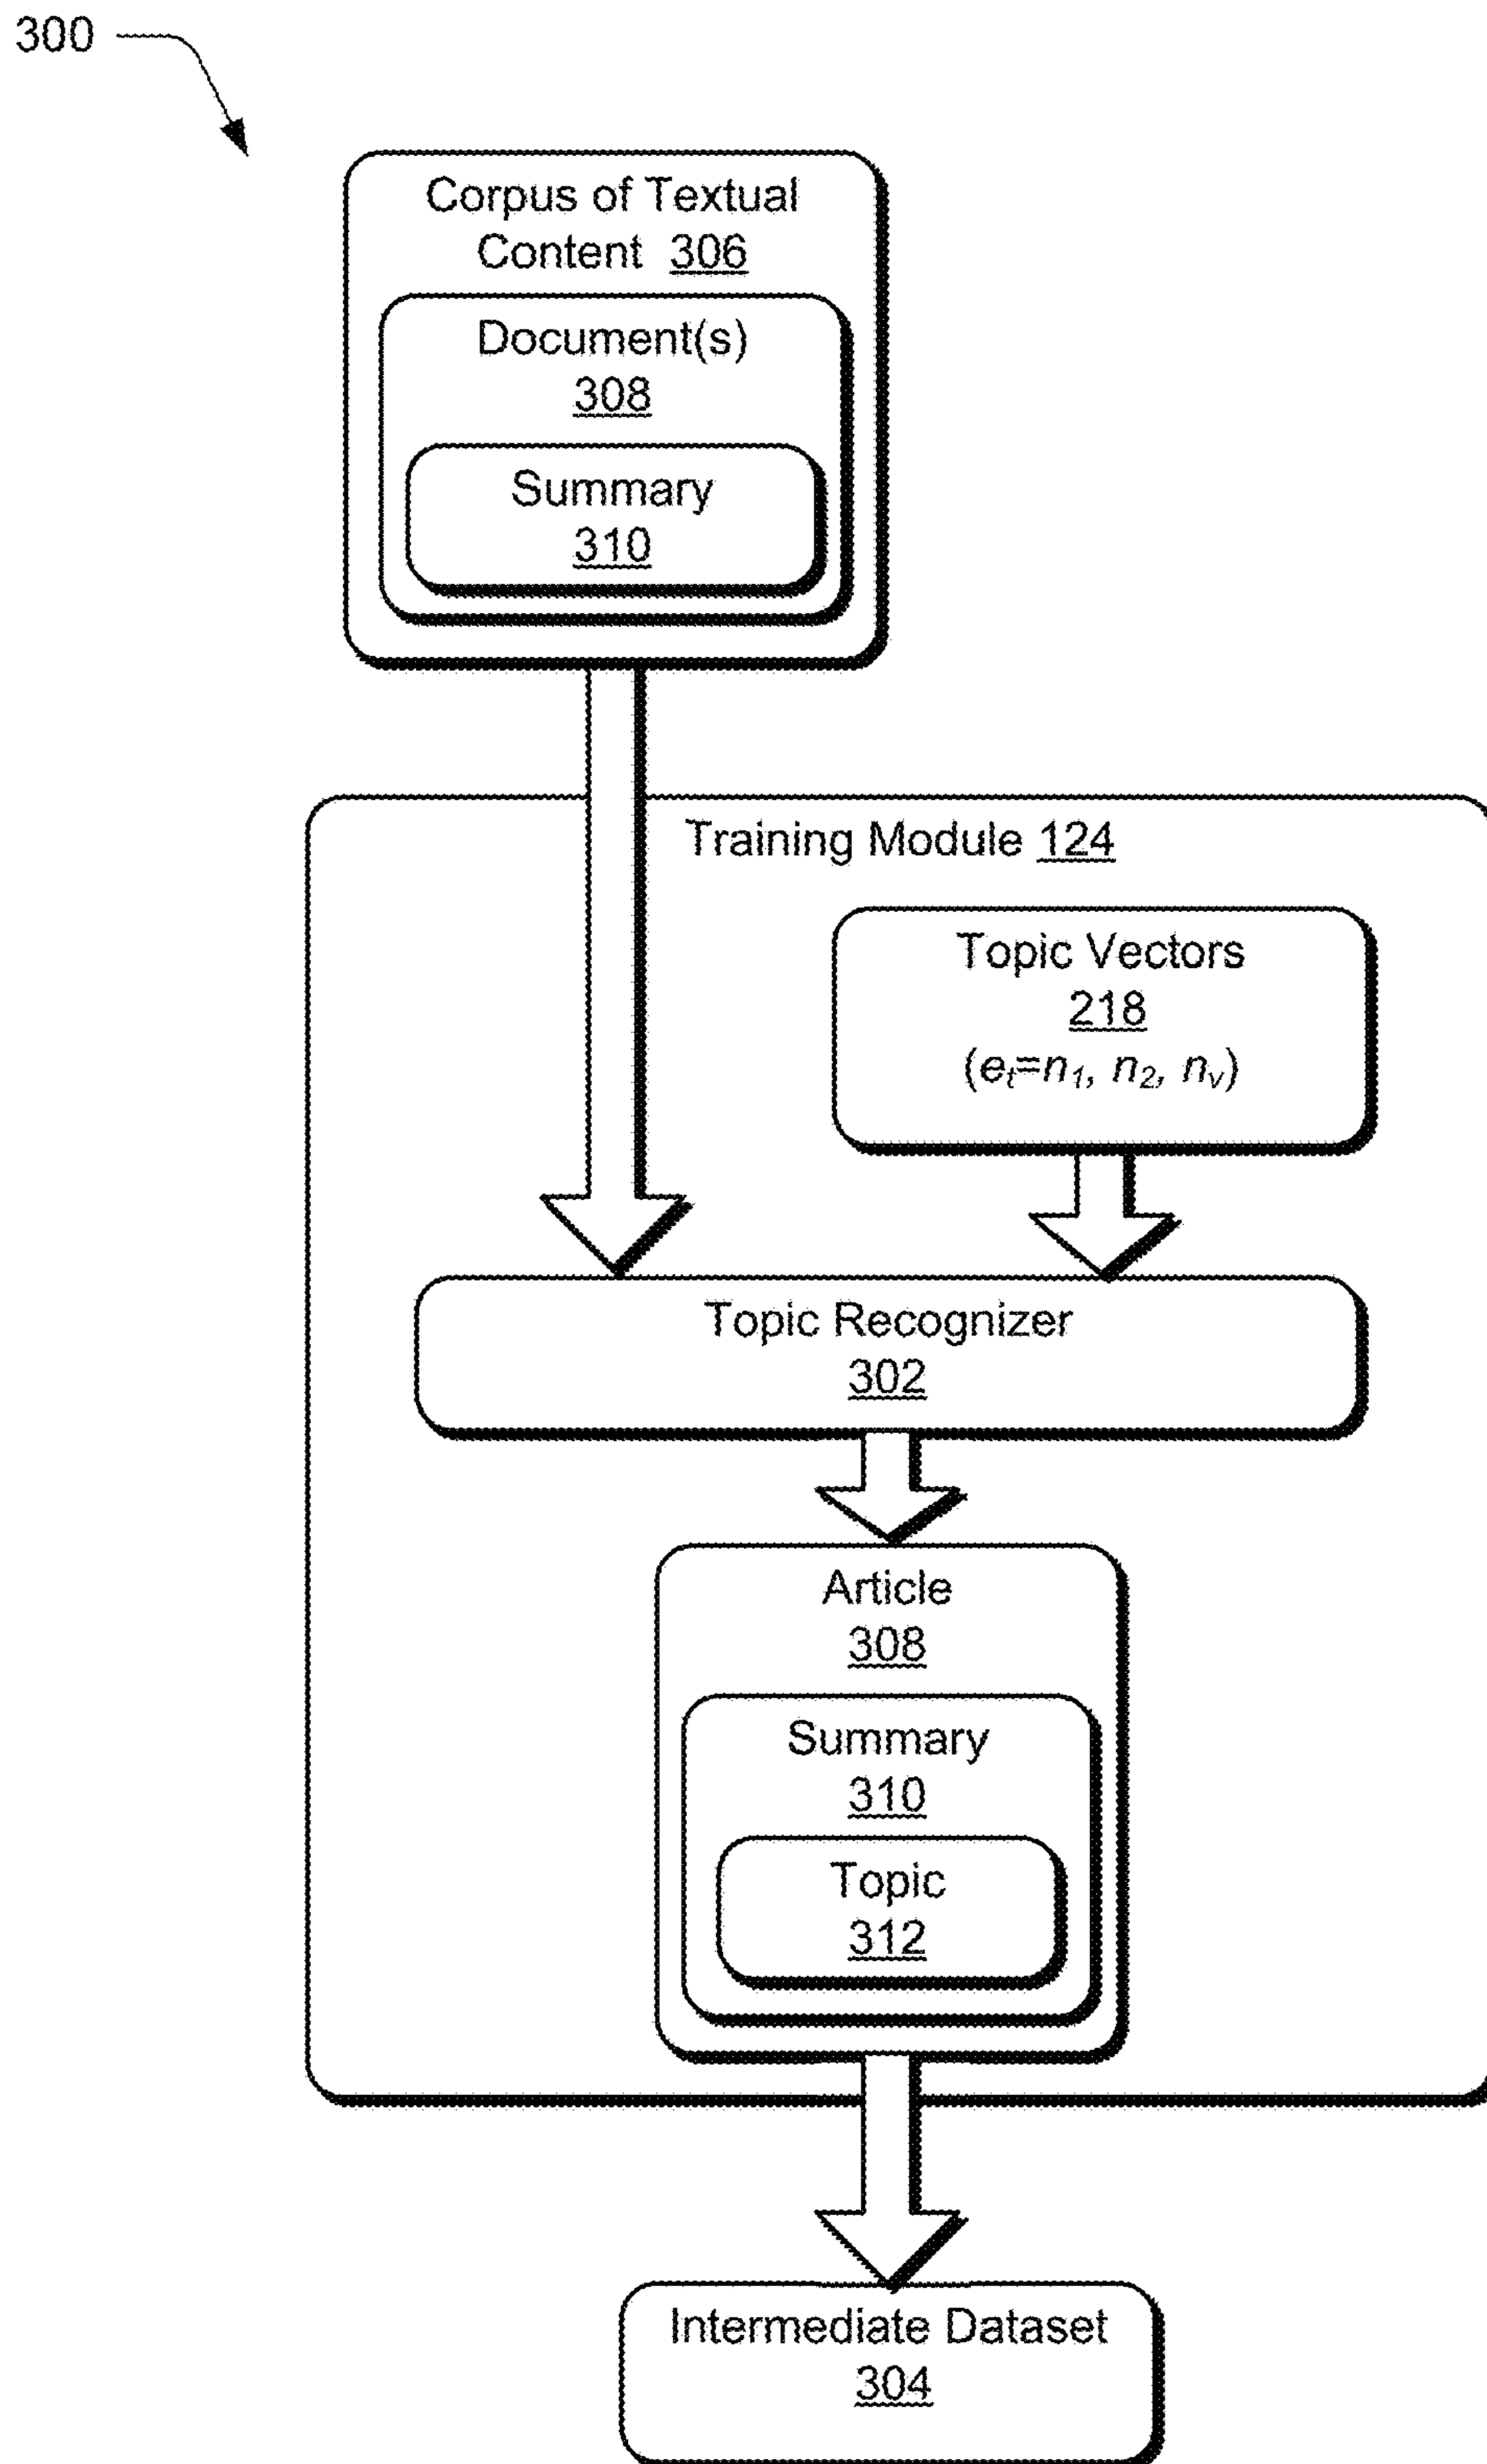 300
Corpus of Textual
Content 306
Document(s)
308
Summary
310
Training Module 124
Topic Vectors
218
(eₜ=n₁, n₂, nᵥ)
Topic Recognizer
302
Article
308
Summary
310
Topic
312
Intermediate Dataset
304